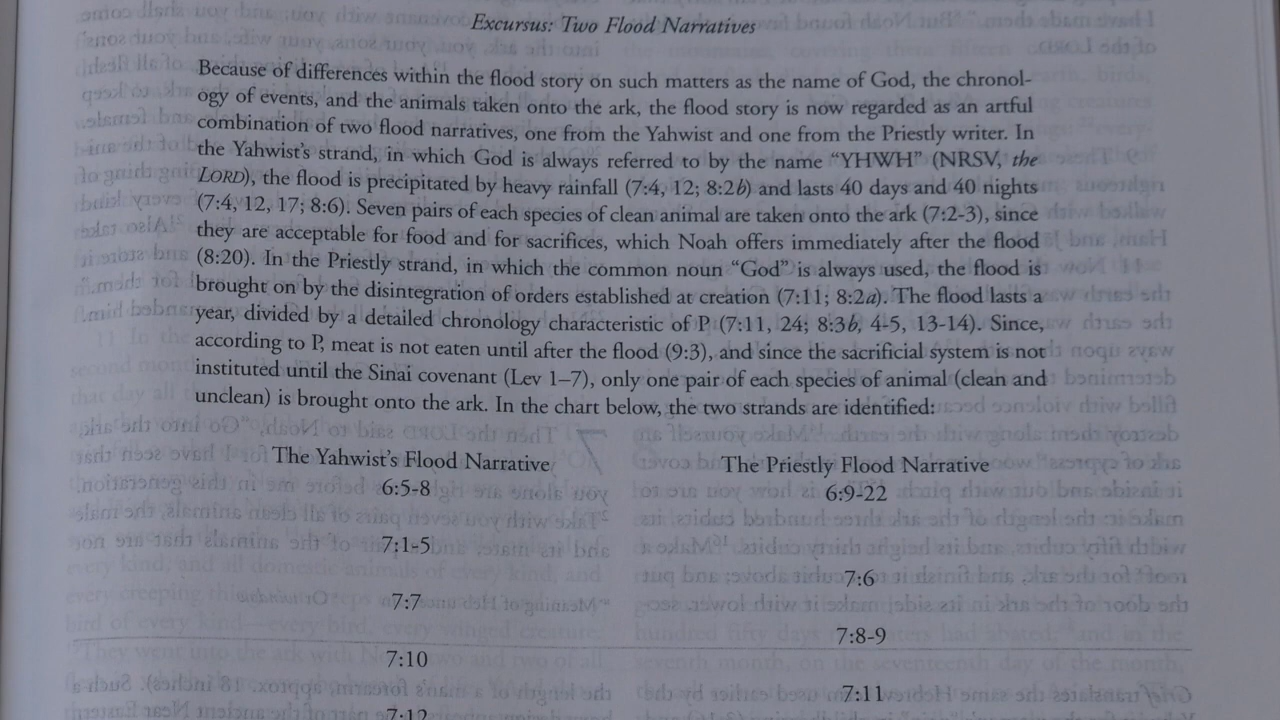 Excursus: Two Flood Narratives
Because of differences within the flood story on such matters as the name of God, the chronol-
ogy of events, and the animals taken onto the ark, the flood story is now regarded as an artful
combination of two flood narratives, one from the Yahwist and one from the Priestly writer. In
the Yahwist's strand, in which God is always referred to by the name “YHWH” (NRSV, the
LORD), the flood is precipitated by heavy rainfall (7:4, 12; 8:2b) and lasts 40 days and 40 nights
(7:4, 12, 17; 8:6). Seven pairs of each species of clean animal are taken onto the ark (7:2-3), since
they are acceptable for food and for sacrifices, which Noah offers immediately after the flood
(8:20). In the Priestly strand, in which the common noun “God” is always used, the flood is
brought on by the disintegration of orders established at creation (7:11; 8:2a). The flood lasts a
year, divided by a detailed chronology characteristic of P (7:11, 24; 8:3b, 4-5, 13-14). Since,
according to P, meat is not eaten until after the flood (9:3), and since the sacrificial system is not
instituted until the Sinai covenant (Lev 1–7), only one pair of each species of animal (clean and
unclean) is brought onto the ark. In the chart below, the two strands are identified:
The Yahwist's Flood Narrative The Priestly Flood Narrative
6:5-8 6:9-22
7:1-5
7:6
7:7
7:8-9
7:10
7:11
7:12